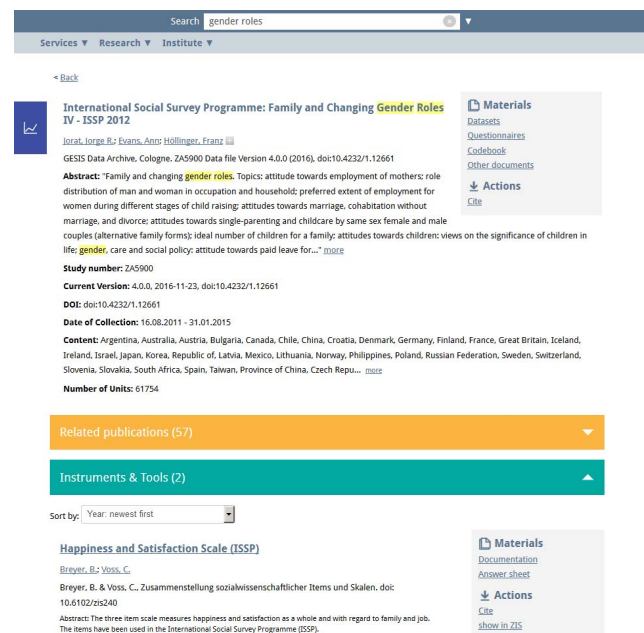 Search gender roles
Services ▼ Research ▼ Institute ▼
< Back
International Social Survey Programme: Family and Changing Gender Roles
IV - ISSP 2012
Jorat, Jorge R.; Evans, Ann; Höllinger, Franz
GESIS Data Archive, Cologne. ZA5900 Data file Version 4.0.0 (2016), doi:10.4232/1.12661
Abstract: "Family and changing gender roles. Topics: attitude towards employment of mothers; role
distribution of man and woman in occupation and household; preferred extent of employment for
women during different stages of child raising; attitudes towards marriage, cohabitation without
marriage, and divorce; attitudes towards single-parenting and childcare by same sex female and male
couples (alternative family forms); ideal number of children for a family; attitudes towards children: views on the significance of children in
life; gender, care and social policy: attitude towards paid leave for..." more
Materials
Datasets
Questionnaires
Codebook
Other documents
Actions
Cite
Study number: ZA5900
Current Version: 4.0.0, 2016-11-23, doi:10.4232/1.12661
DOI: doi:10.4232/1.12661
Date of Collection: 16.08.2011 - 31.01.2015
Content: Argentina, Australia, Austria, Bulgaria, Canada, Chile, China, Croatia, Denmark, Germany, Finland, France, Great Britain, Iceland,
Ireland, Israel, Japan, Korea, Republic of, Latvia, Mexico, Lithuania, Norway, Philippines, Poland, Russian Federation, Sweden, Switzerland,
Slovenia, Slovakia, South Africa, Spain, Taiwan, Province of China, Czech Repu... more
Number of Units: 61754
Related publications (57)
Instruments & Tools (2)
Sort by: Year: newest first
Happiness and Satisfaction Scale (ISSP)
Breyer, B.; Voss, C.
Breyer, B. & Voss, C., Zusammenstellung sozialwissenschaftlicher Items und Skalen. doi:
10.6102/zis240
Abstract: The three item scale measures happiness and satisfaction as a whole and with regard to family and job.
The items have been used in the International Social Survey Programme (ISSP).
Materials
Documentation
Answer sheet
Actions
Cite
show in ZIS